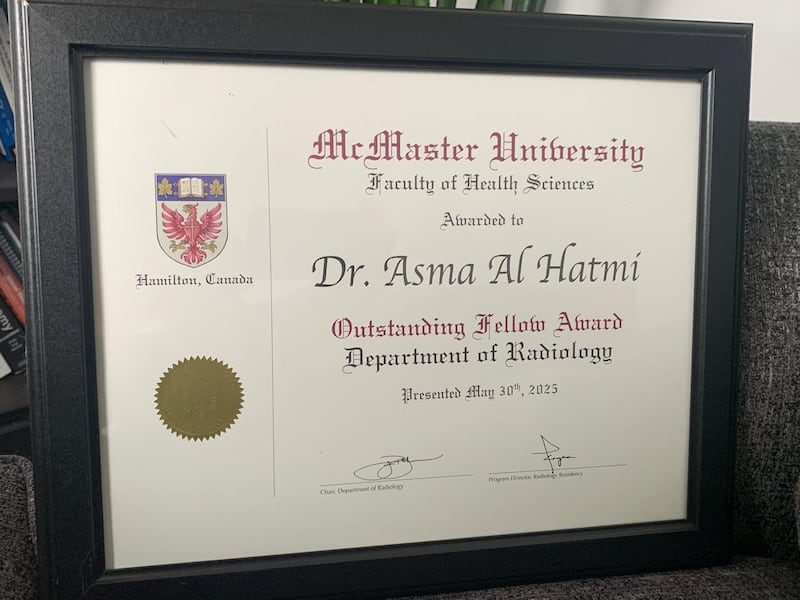 McMaster University
Faculty of Health Sciences
Awarded to
Dr. Asma Al Hatmi
Outstanding Fellow Award
Department of Radiology
Presented May 30th, 2025
Hamilton, Canada
Chair, Department of Radiology
Program Director, Radiology Residency